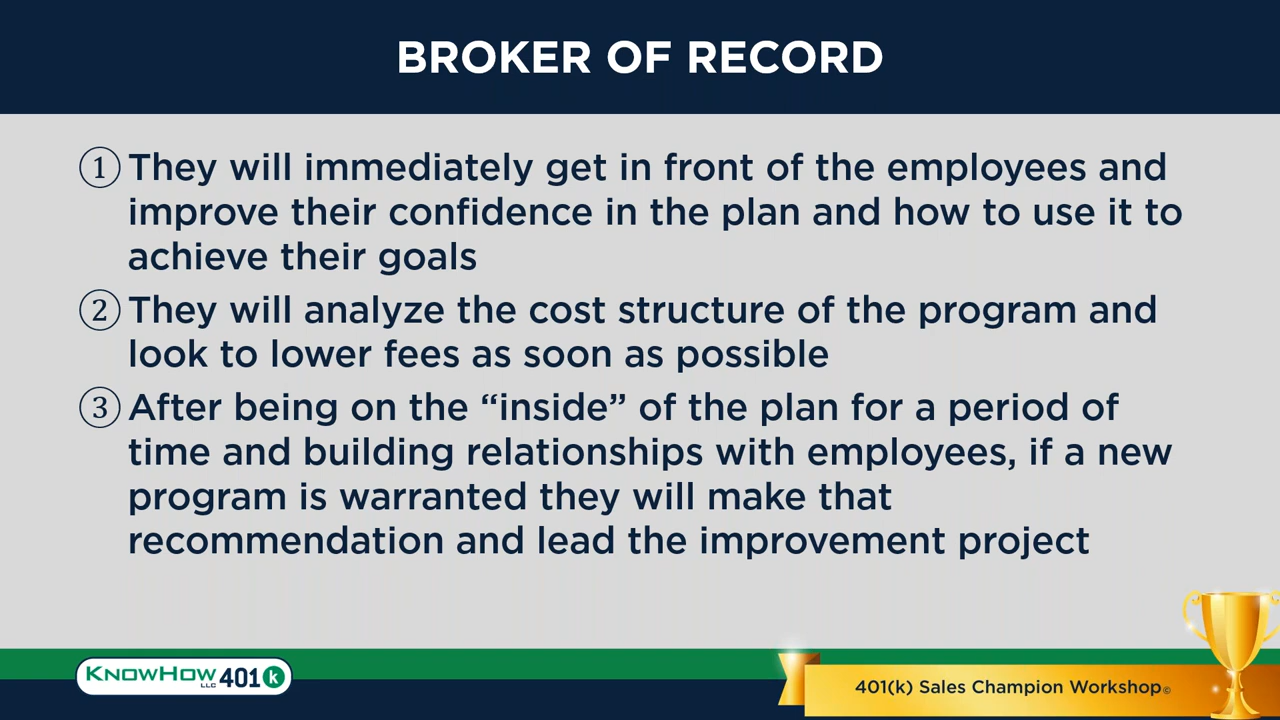 BROKER OF RECORD
① They will immediately get in front of the employees and
improve their confidence in the plan and how to use it to
achieve their goals
② They will analyze the cost structure of the program and
look to lower fees as soon as possible
③ After being on the “inside” of the plan for a period of
time and building relationships with employees, if a new
program is warranted they will make that
recommendation and lead the improvement project
KNOWHOW LLC 401k
401(k) Sales Champion Workshop©